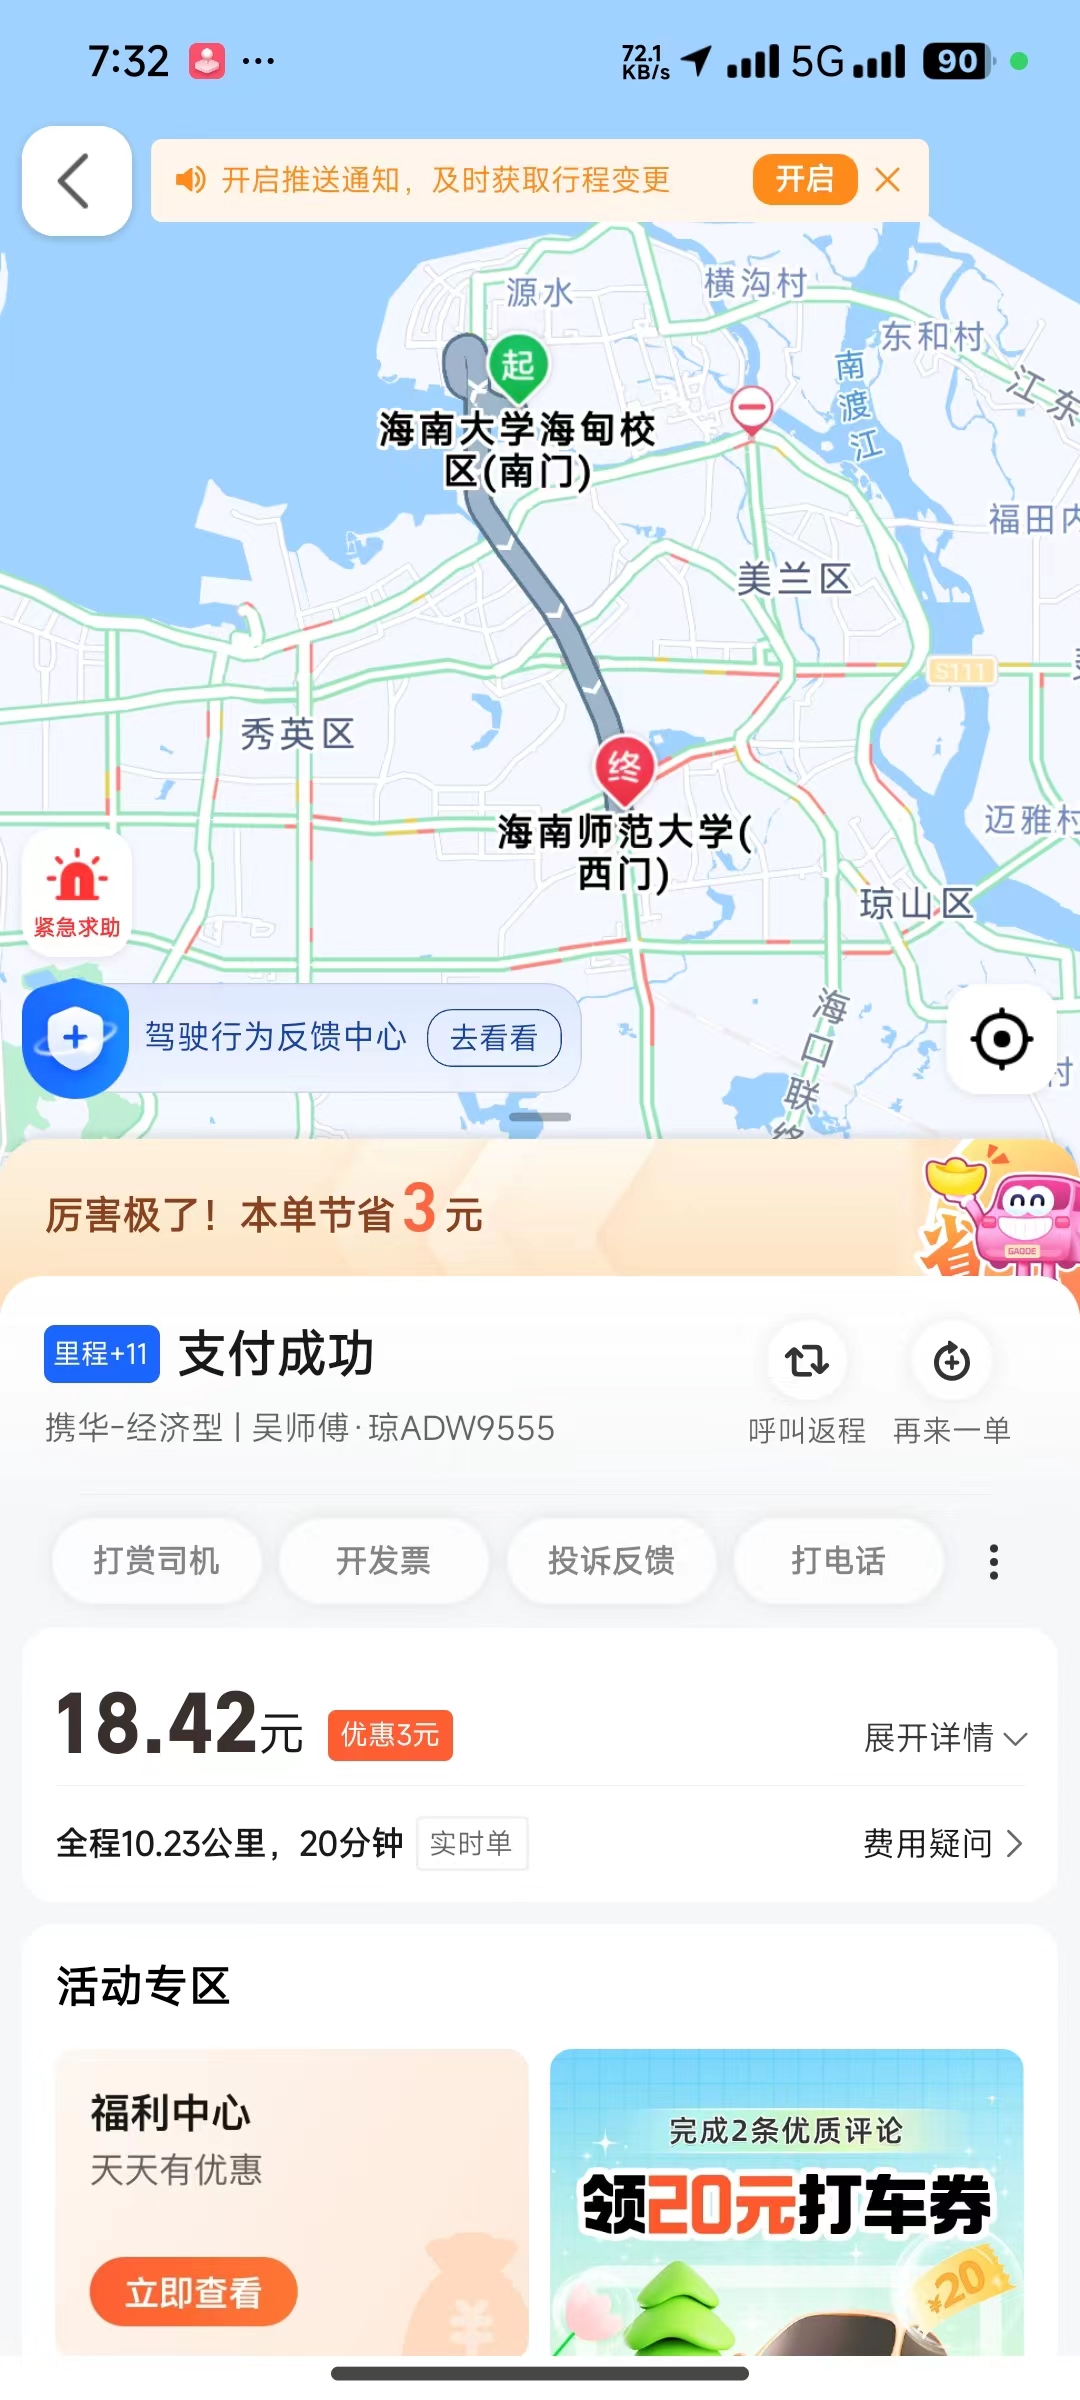 7:32 ... 72.1 KB/s 5G 90
开启推送通知，及时获取行程变更 开启
源水
横沟村
东和村
南渡江
江东
起
海南大学海甸校
区(南门)
福田内
美兰区
S111
秀英区
终
海南师范大学(
西门)
迈雅村
琼山区
紧急求助
驾驶行为反馈中心 去看看
海口联络
村
厉害极了！本单节省3元
省
GAODE
里程+11 支付成功
呼叫返程 再来一单
携华-经济型 | 吴师傅·琼ADW9555
打赏司机 开发票 投诉反馈 打电话
18.42元 优惠3元 展开详情
全程10.23公里，20分钟 实时单 费用疑问
活动专区
福利中心
天天有优惠
立即查看
¥
完成2条优质评论
领20元打车券
¥20